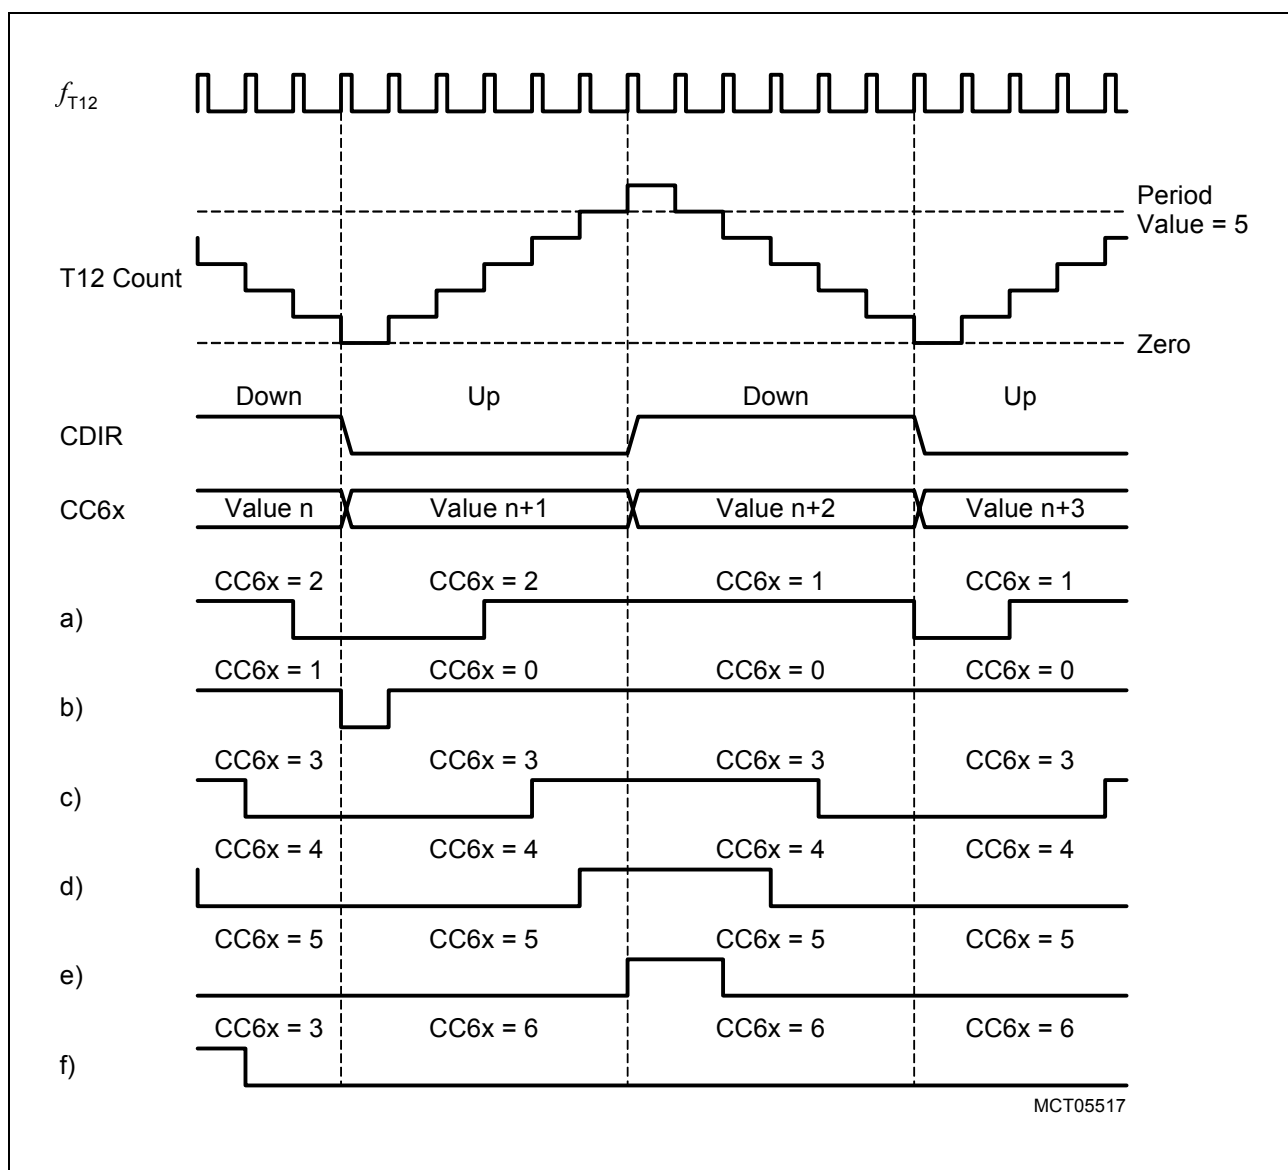 fT12
Period
Value = 5
T12 Count
Zero
Down Up Down Up
CDIR
CC6x Value n Value n+1 Value n+2 Value n+3
CC6x = 2 CC6x = 2 CC6x = 1 CC6x = 1
a)
CC6x = 1 CC6x = 0 CC6x = 0 CC6x = 0
b)
CC6x = 3 CC6x = 3 CC6x = 3 CC6x = 3
c)
CC6x = 4 CC6x = 4 CC6x = 4 CC6x = 4
d)
CC6x = 5 CC6x = 5 CC6x = 5 CC6x = 5
e)
CC6x = 3 CC6x = 6 CC6x = 6 CC6x = 6
f)
MCT05517